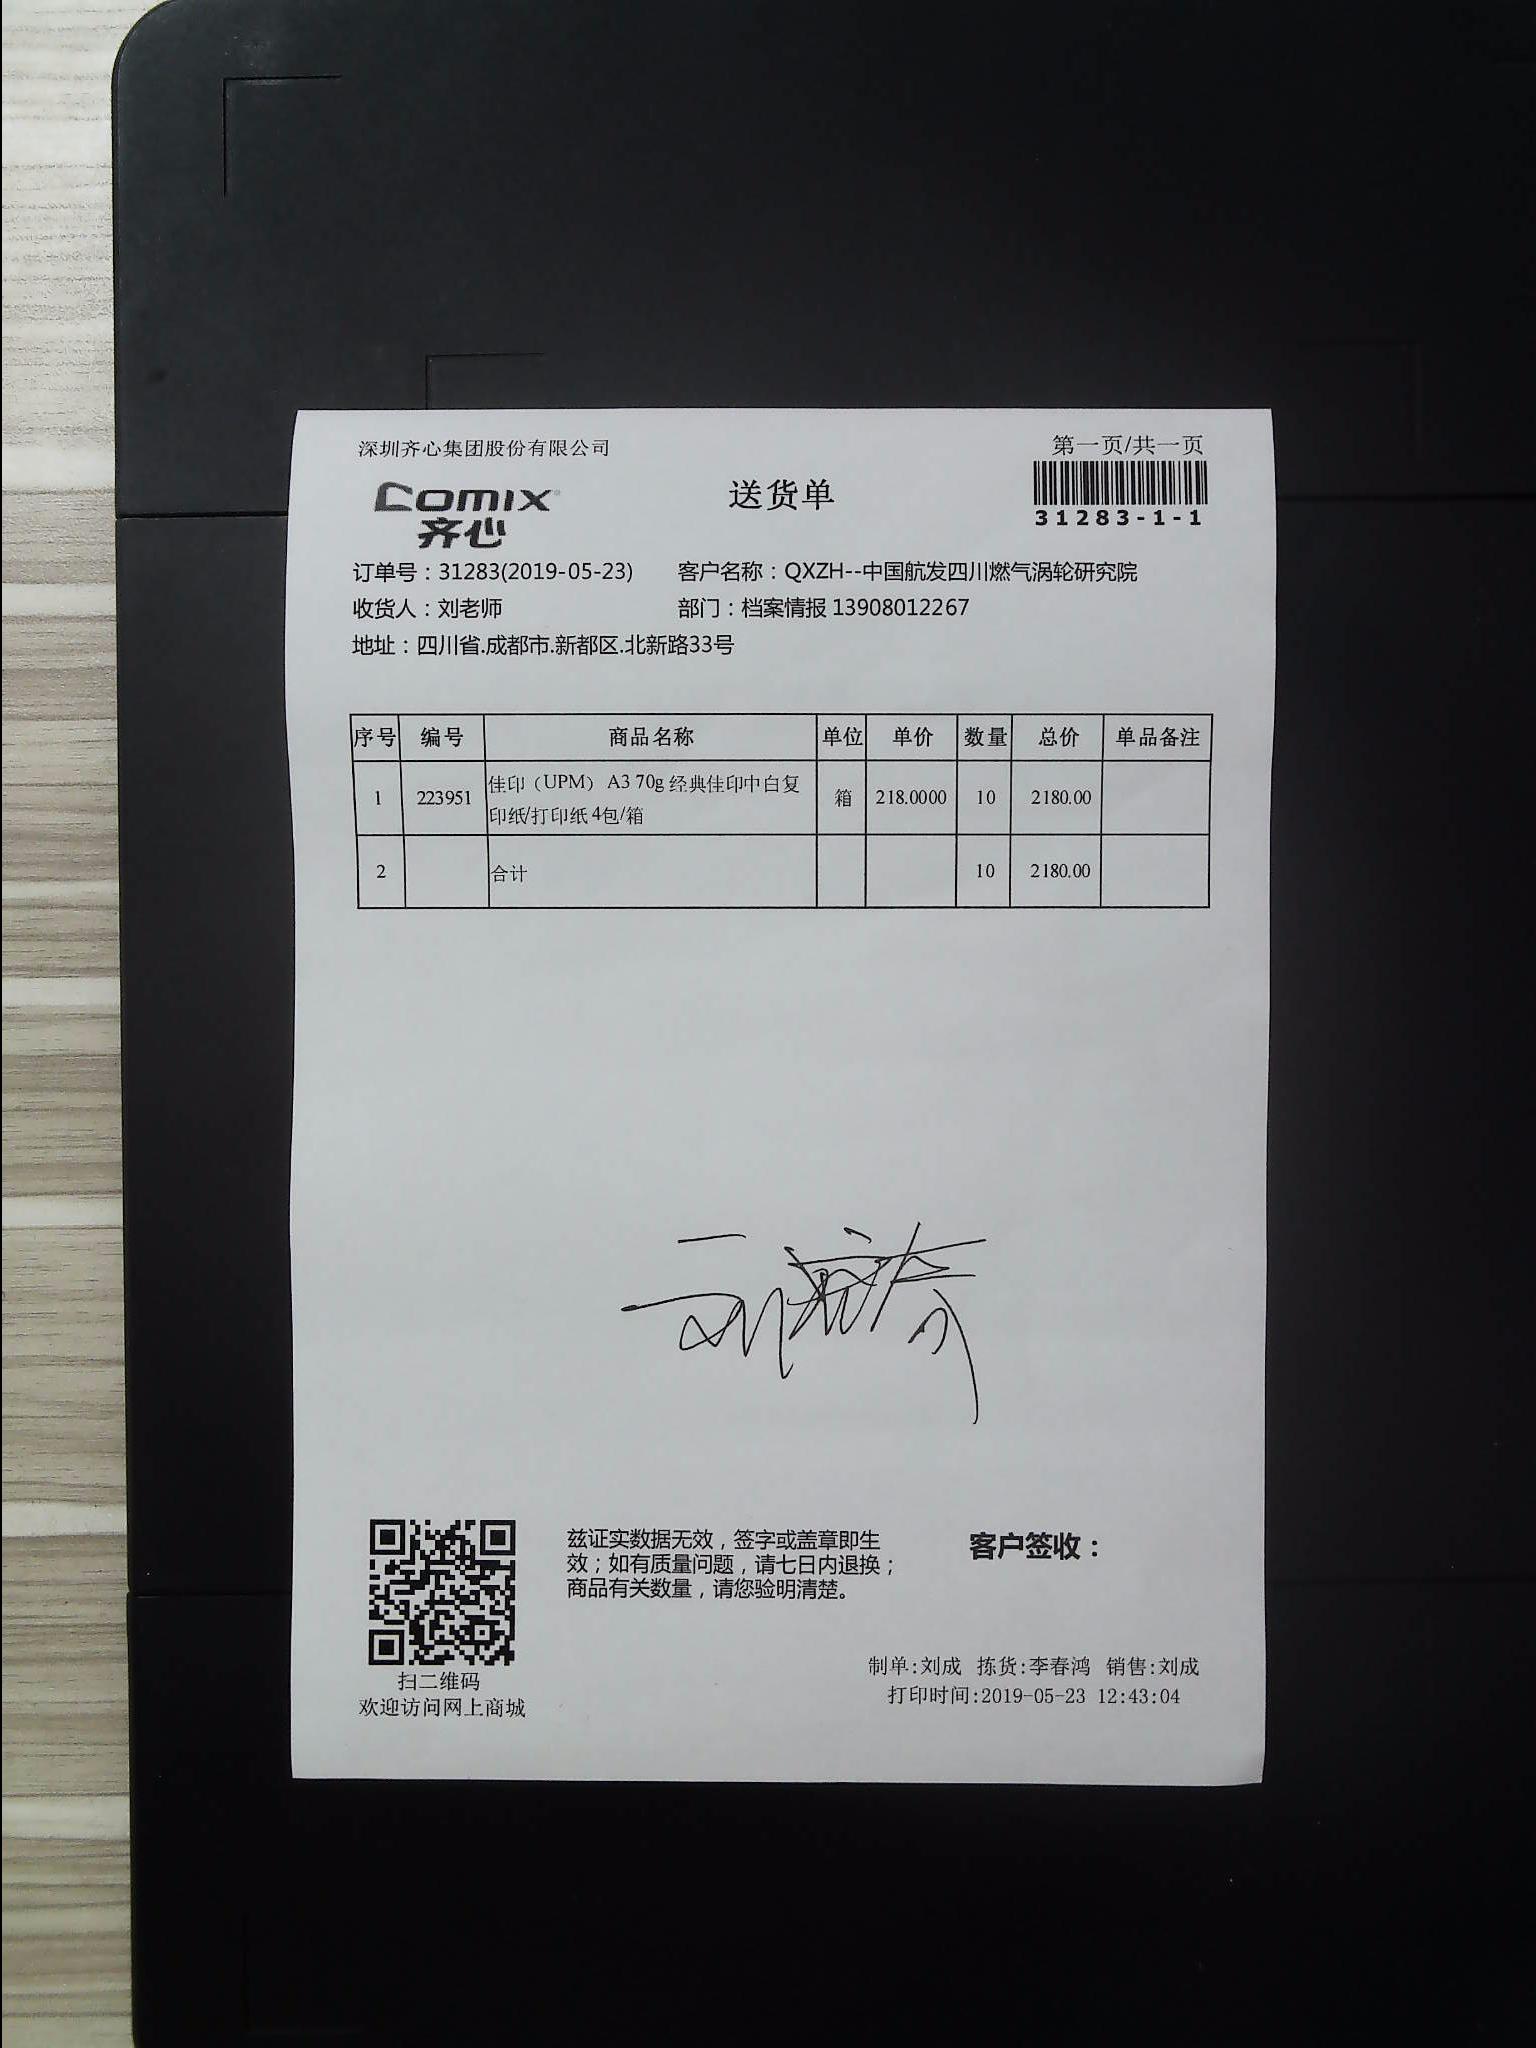 深圳齐心集团股份有限公司
第一页/共一页
comix
齐心
送货单
31283-1-1
订单号：31283(2019-05-23) 客户名称：QXZH--中国航发四川燃气涡轮研究院
收货人：刘老师 部门：档案情报 13908012267
地址：四川省.成都市.新都区.北新路33号
序号 编号 商品名称 单位 单价 数量 总价 单品备注
1 223951 佳印（UPM） A3 70g 经典佳印中白复 箱 218.0000 10 2180.00
印纸/打印纸 4包/箱
2 合计 10 2180.00
兹证实数据无效，签字或盖章即生
效；如有质量问题，请七日内退换；
商品有关数量，请您验明清楚。
客户签收：
扫二维码
欢迎访问网上商城
制单:刘成 拣货:李春鸿 销售:刘成
打印时间:2019-05-23 12:43:04